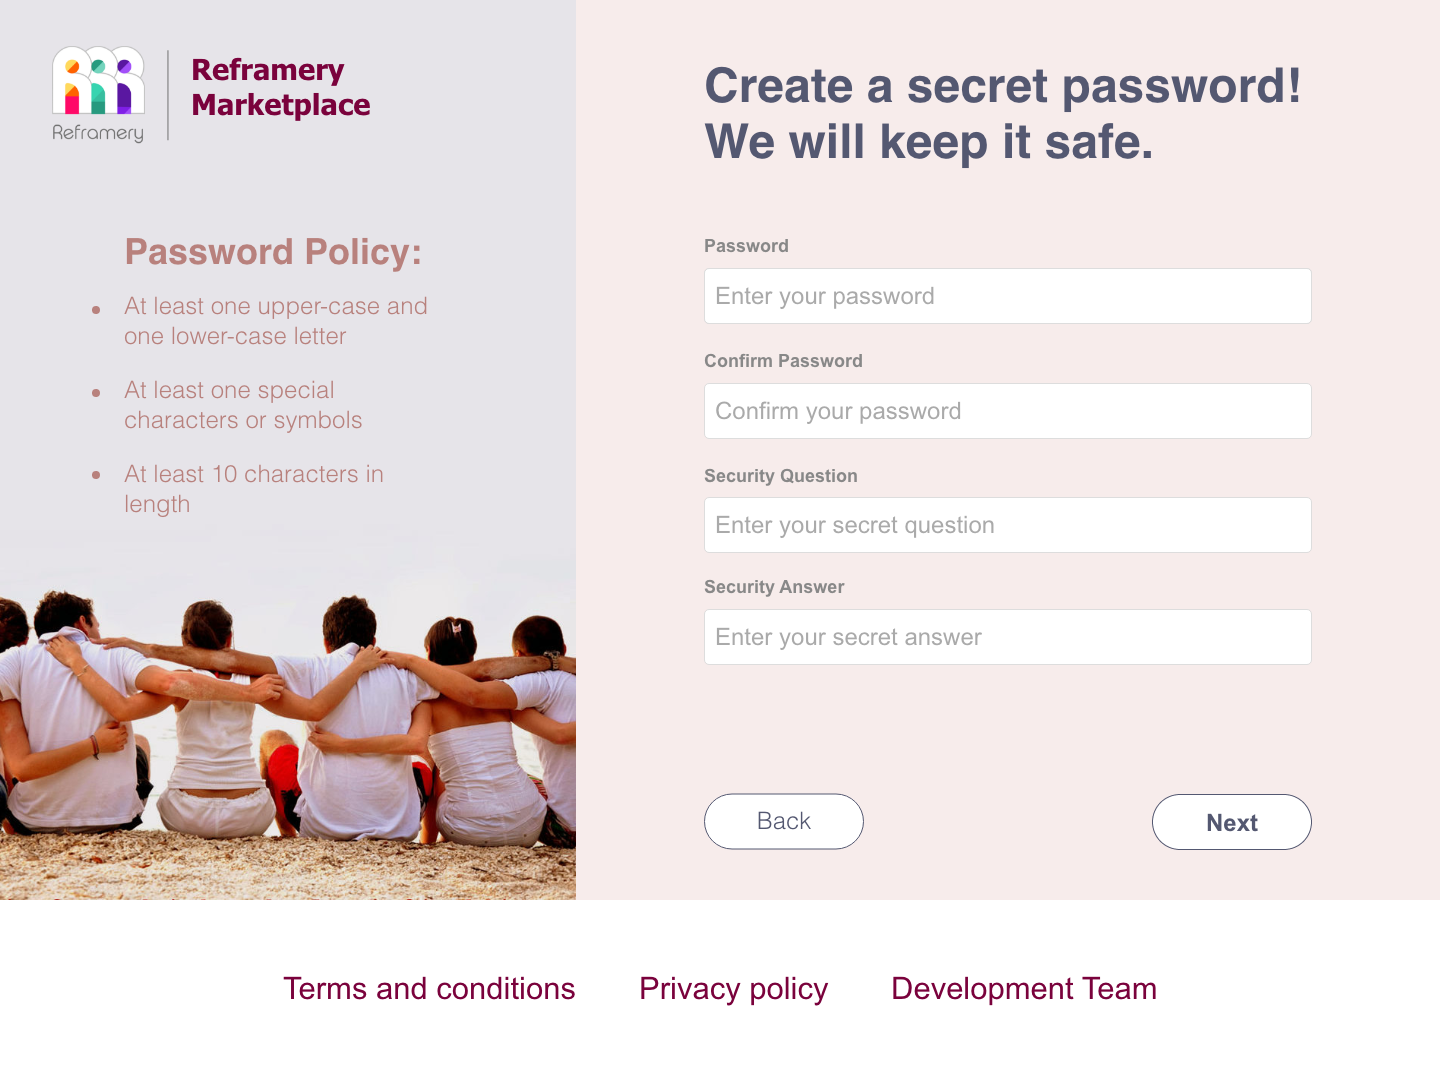 Reframery
Reframery
Marketplace
Password Policy:
At least one upper-case and
one lower-case letter
At least one special
characters or symbols
At least 10 characters in
length
Create a secret password!
We will keep it safe.
Password
Enter your password
Confirm Password
Confirm your password
Security Question
Enter your secret question
Security Answer
Enter your secret answer
Back
Next
Terms and conditions
Privacy policy
Development Team